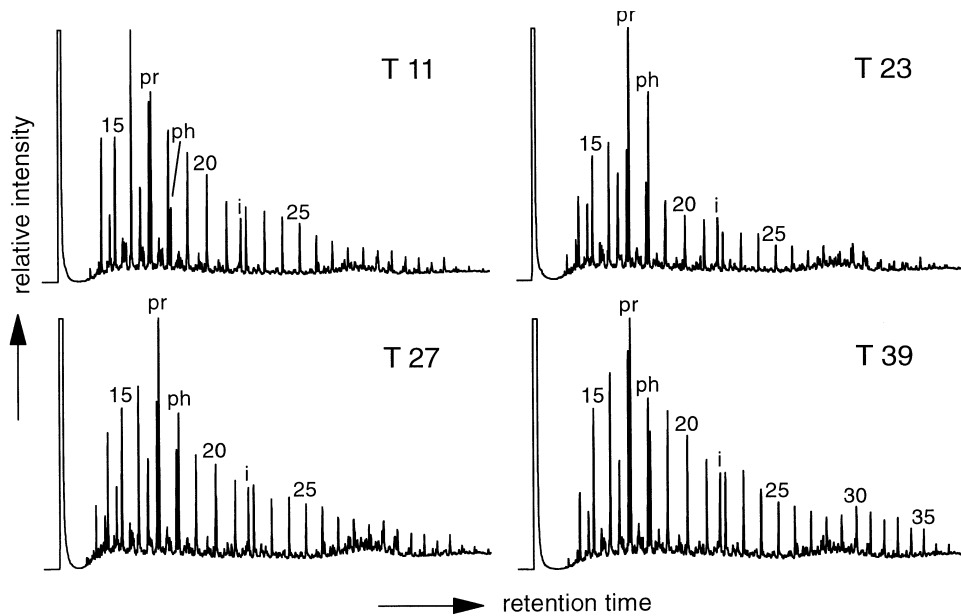 T 11
pr
ph
15
20
i
25
T 23
pr
ph
15
20
i
25
relative intensity
T 27
pr
ph
15
20
i
25
T 39
pr
ph
15
20
i
25
30
35
retention time